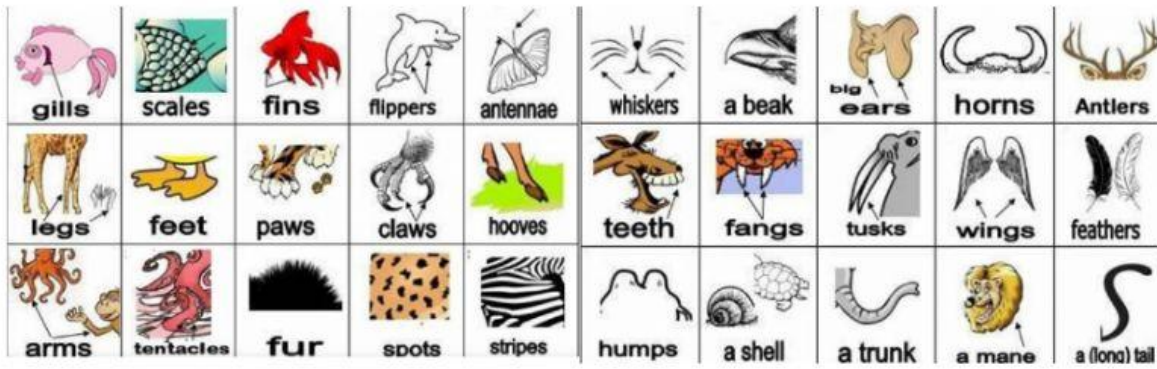 gills
scales
fins
flippers
antennae
whiskers
a beak
big
ears
horns
Antlers
legs
feet
paws
claws
hooves
teeth
fangs
tusks
wings
feathers
arms
tentacles
fur
spots
stripes
humps
a shell
a trunk
a mane
a (long) tail